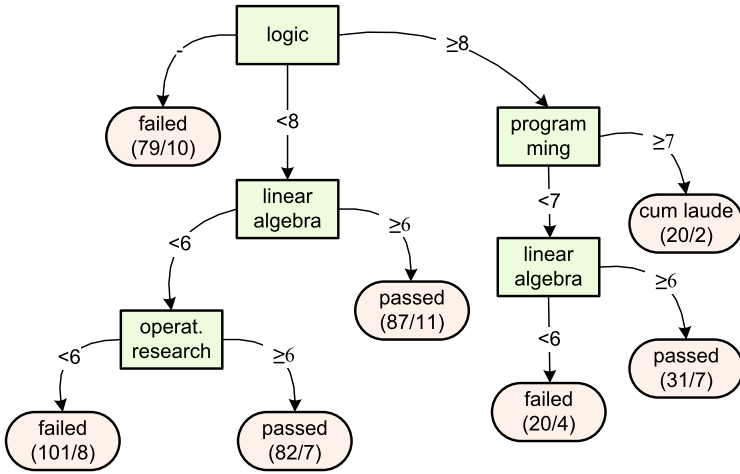 logic
-
≥8
<8
failed
(79/10)
program
ming
≥7
linear
algebra
<7
cum laude
(20/2)
<6
≥6
linear
algebra
≥6
passed
(87/11)
operat.
research
<6
passed
(31/7)
<6
≥6
failed
(20/4)
failed
(101/8)
passed
(82/7)